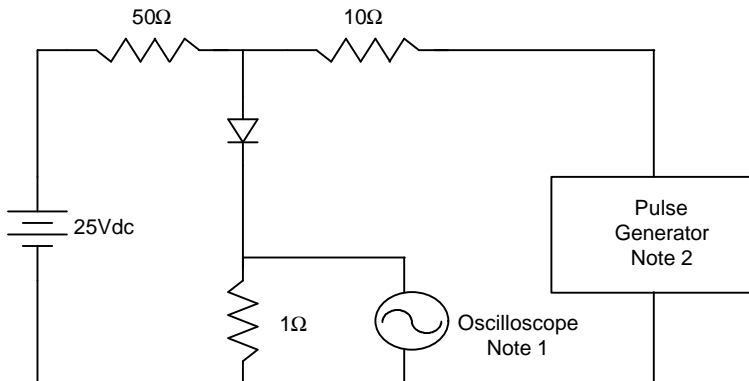 50Ω
10Ω
25Vdc
Pulse
Generator
Note 2
1Ω
Oscilloscope
Note 1